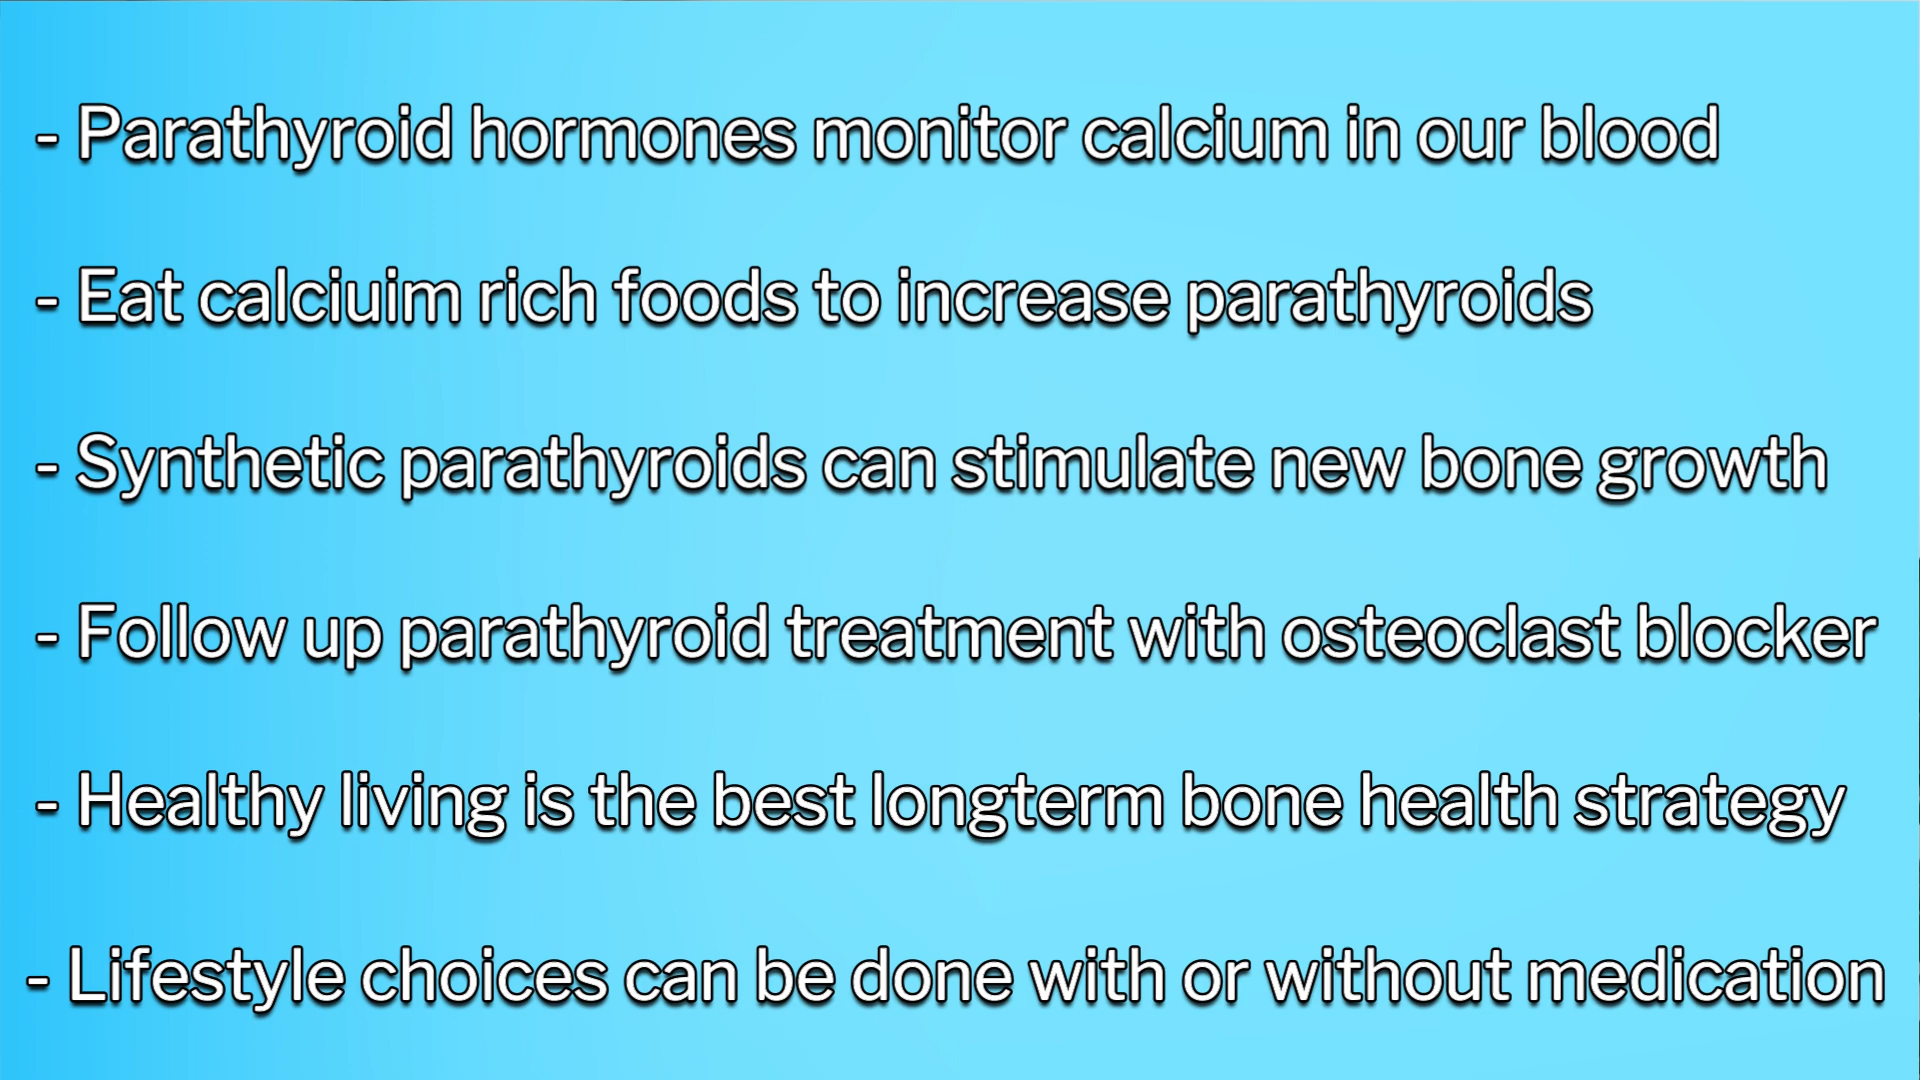 - Parathyroid hormones monitor calcium in our blood
- Eat calciuim rich foods to increase parathyroids
- Synthetic parathyroids can stimulate new bone growth
- Follow up parathyroid treatment with osteoclast blocker
- Healthy living is the best longterm bone health strategy
- Lifestyle choices can be done with or without medication